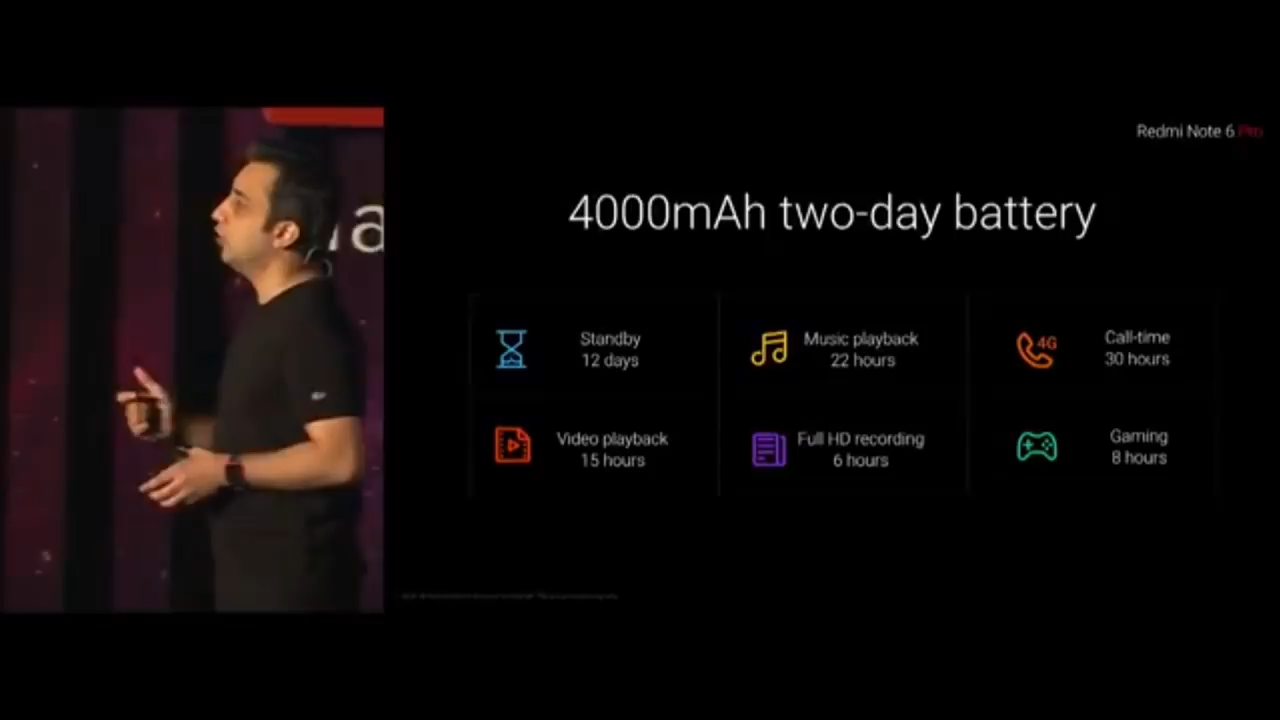 Redmi Note 6 Pro
a
4000mAh two-day battery
Standby
12 days
Music playback
22 hours
4G
Call-time
30 hours
Video playback
15 hours
Full HD recording
6 hours
Gaming
8 hours